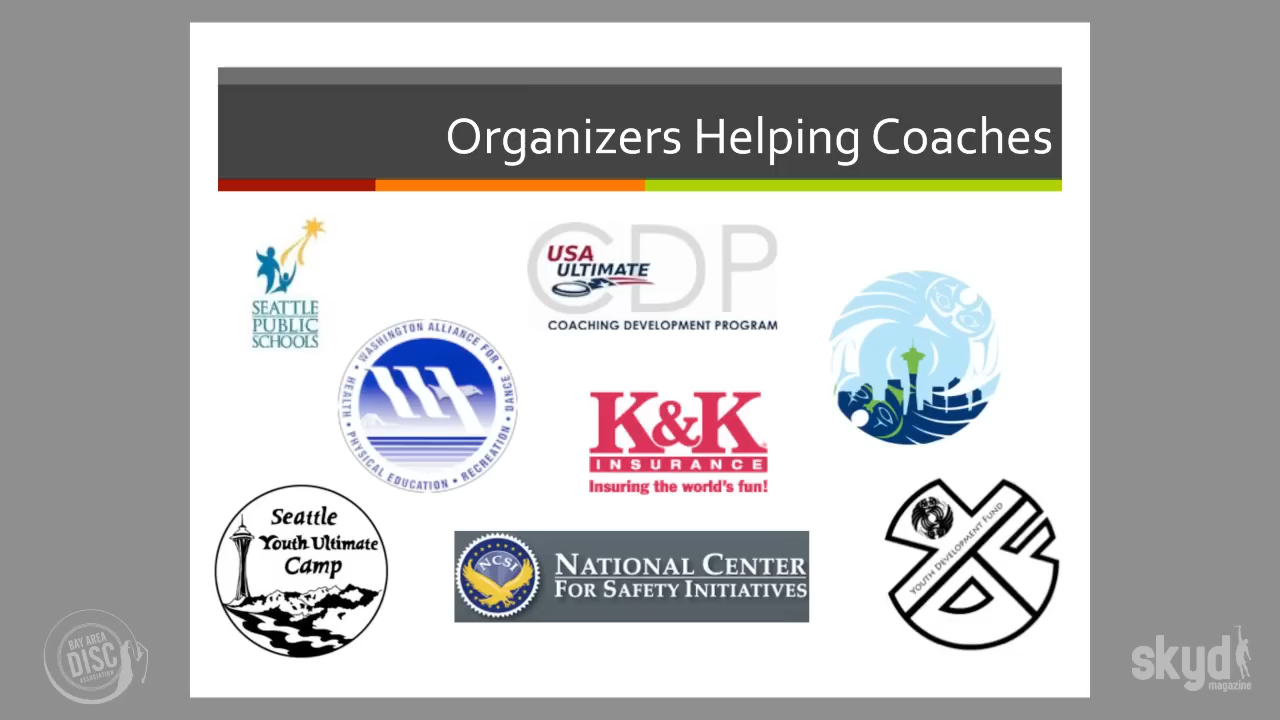 Organizers Helping Coaches
SEATTLE
PUBLIC
SCHOOLS
CDP
USA
ULTIMATE
COACHING DEVELOPMENT PROGRAM
WASHINGTON ALLIANCE FOR
HEALTH • PHYSICAL EDUCATION • RECREATION • DANCE
K&K
INSURANCE
Insuring the world's fun!
Seattle
Youth Ultimate
Camp
NCSI
NATIONAL CENTER
FOR SAFETY INITIATIVES
YOUTH DEVELOPMENT FUND
BAY AREA
DISC
ASSOCIATION
skyd
magazine